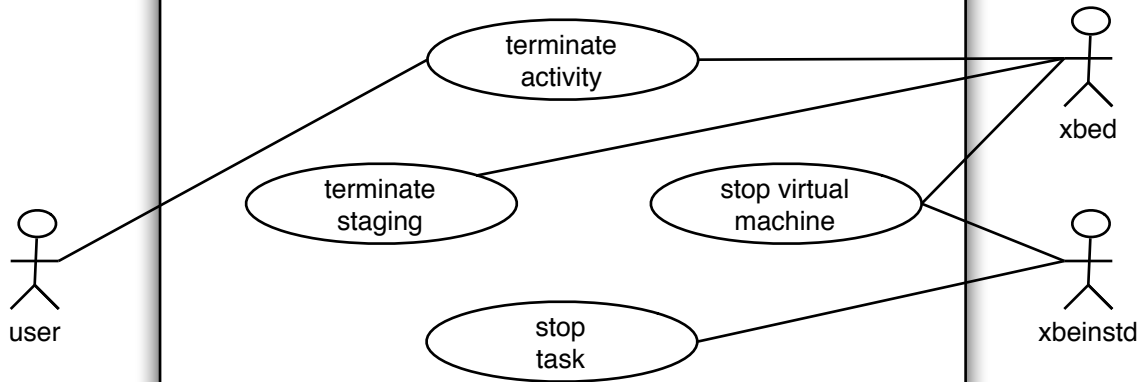 terminate
activity
xbed
terminate
staging
stop virtual
machine
user
stop
task
xbeinstd